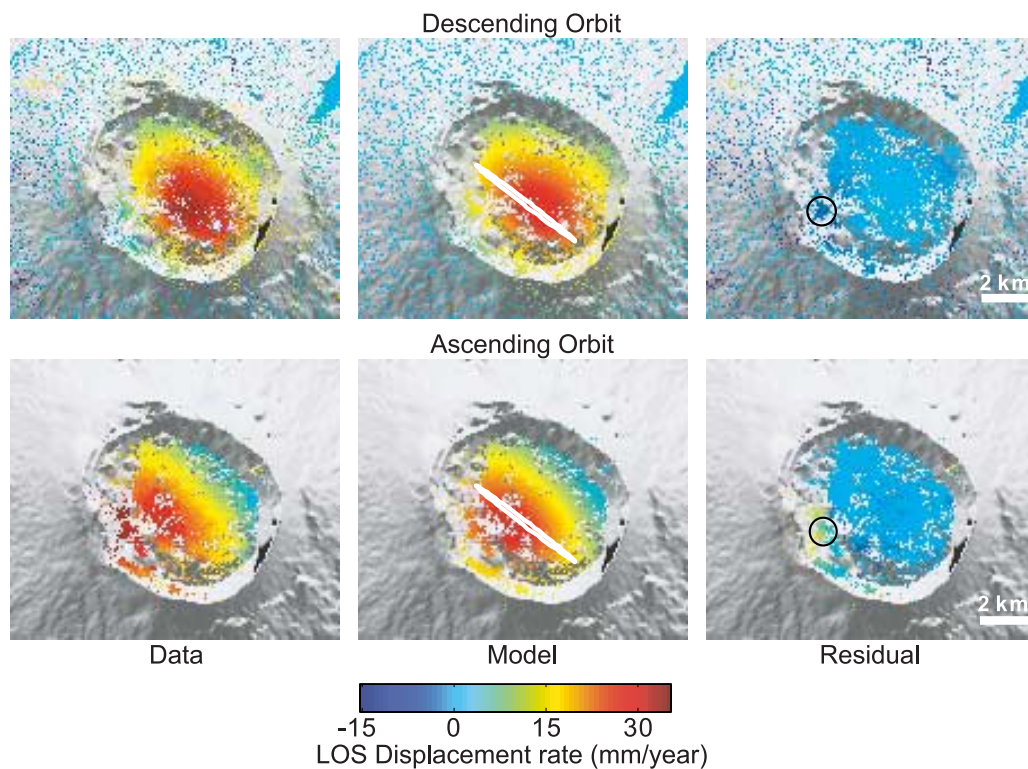 Descending Orbit
2 km
Ascending Orbit
2 km
Data Model Residual
-15 0 15 30
LOS Displacement rate (mm/year)